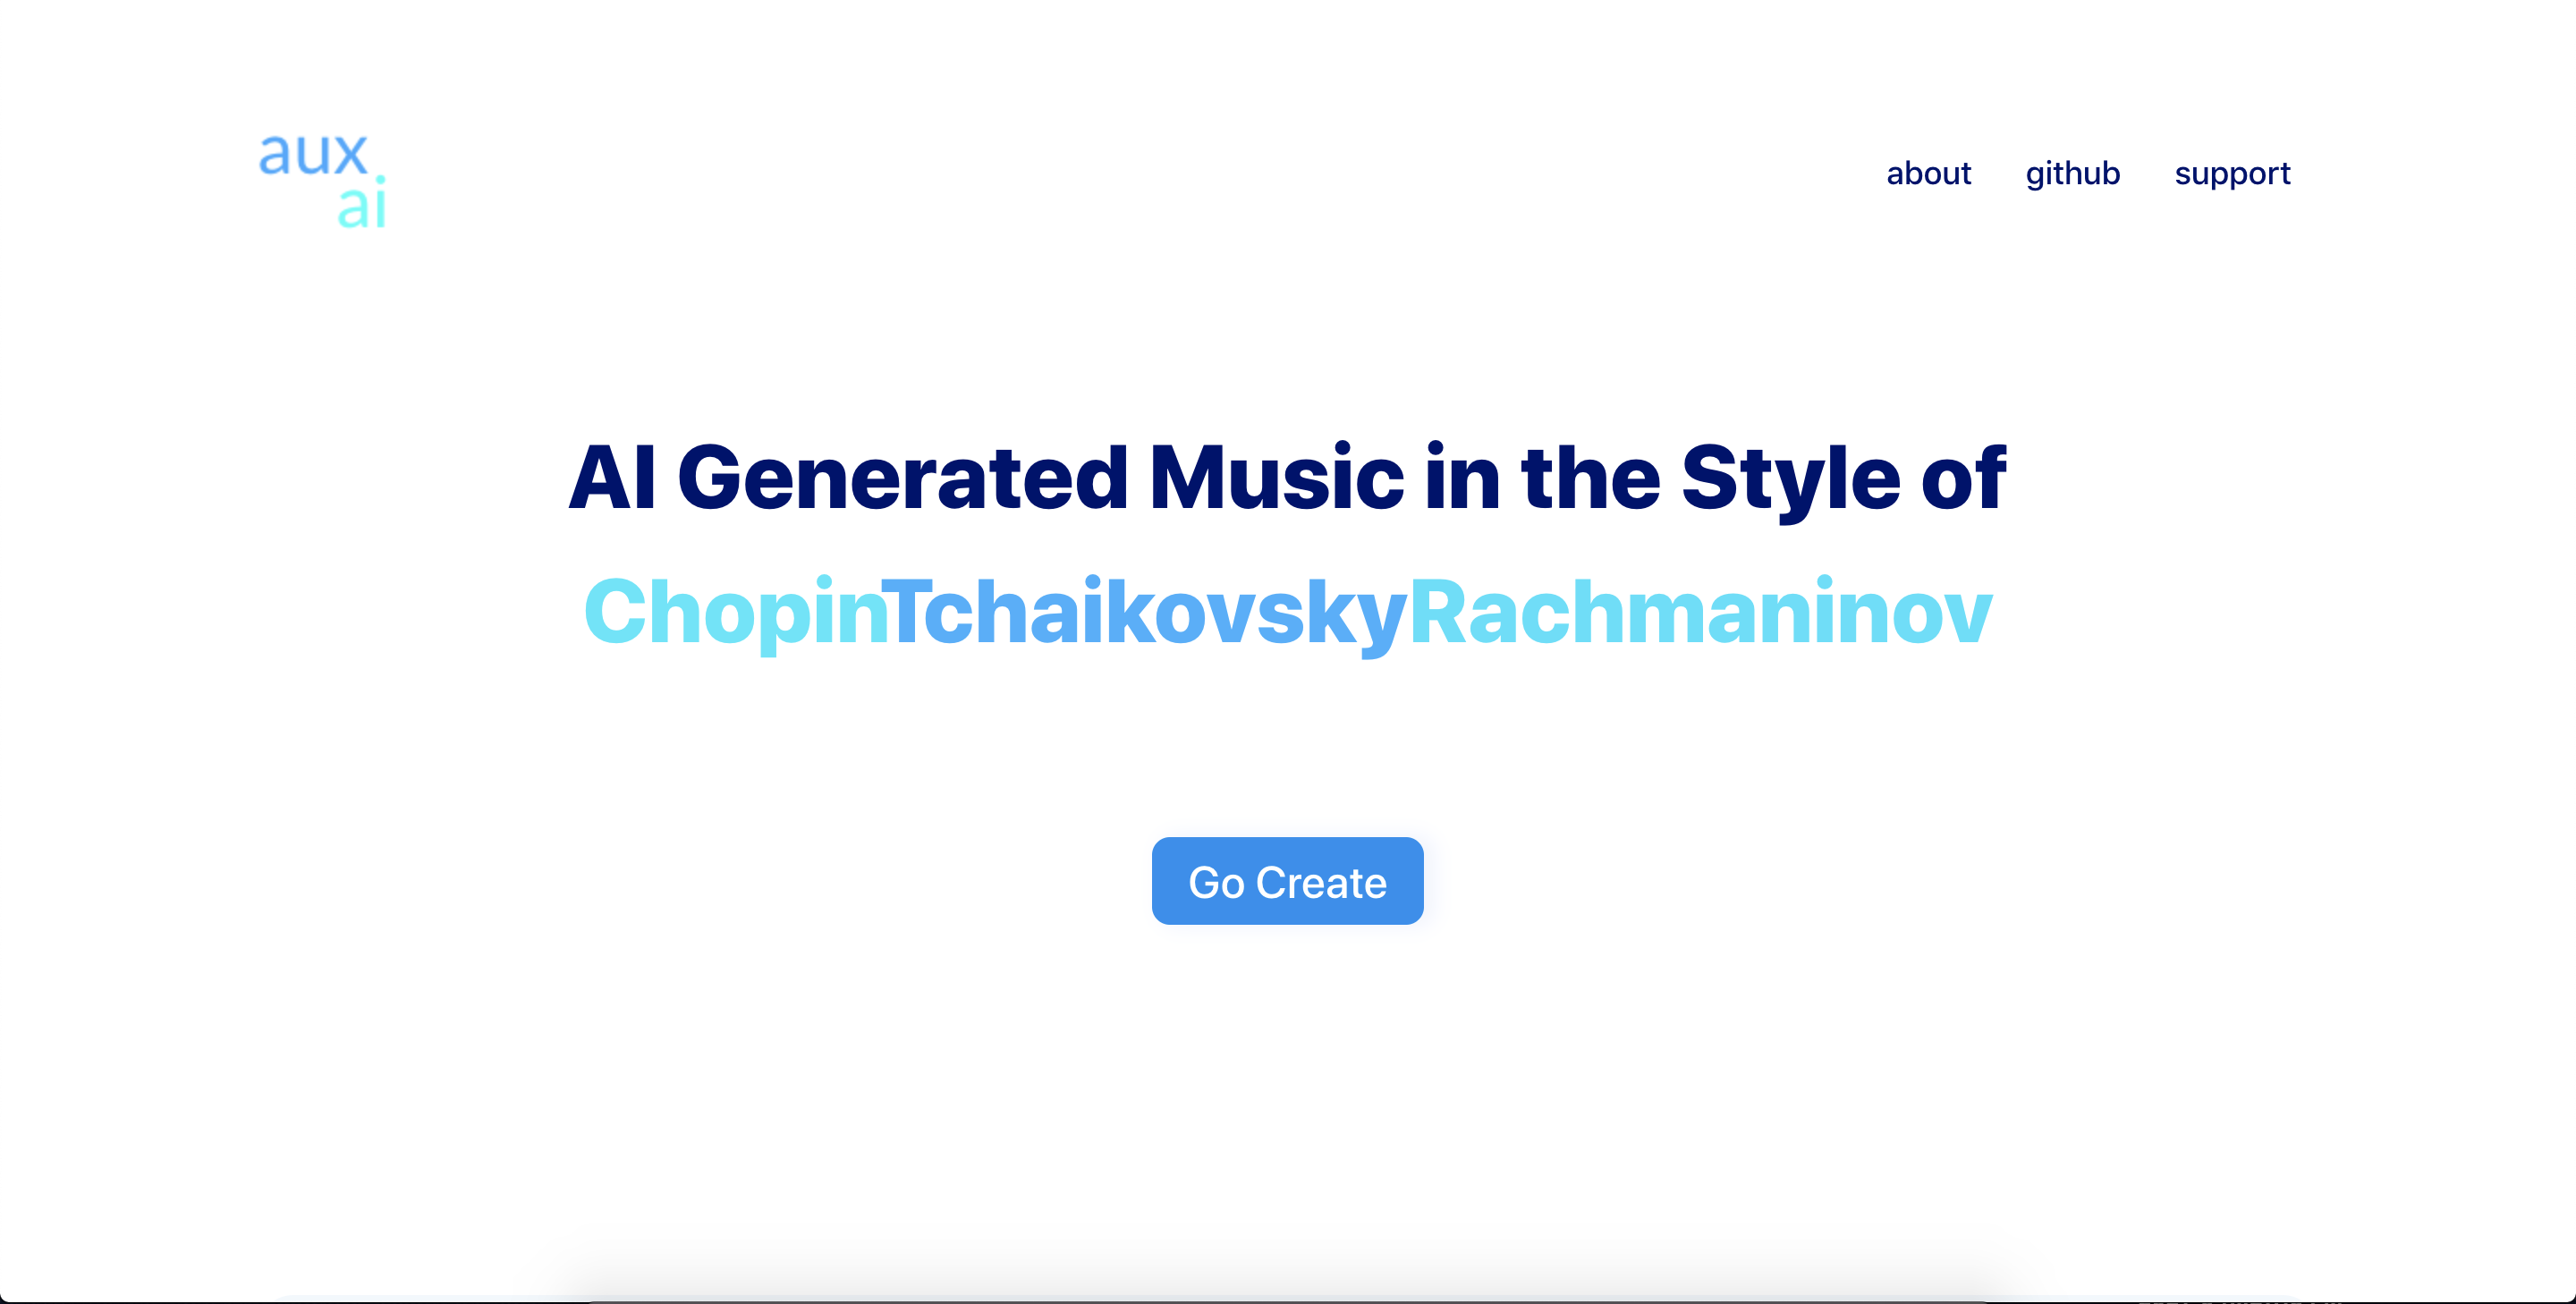 aux
ai
about github support
AI Generated Music in the Style of
ChopinTchaikovskyRachmaninov
Go Create